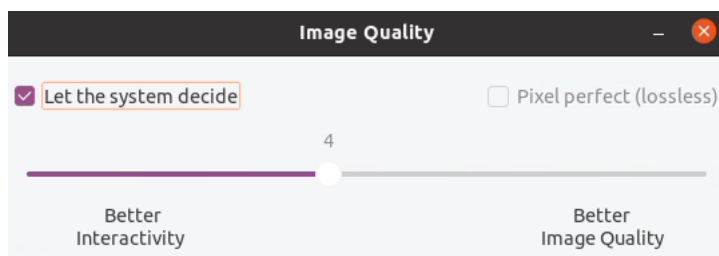 Image Quality
Let the system decide
Pixel perfect (lossless)
4
Better
Interactivity
Better
Image Quality